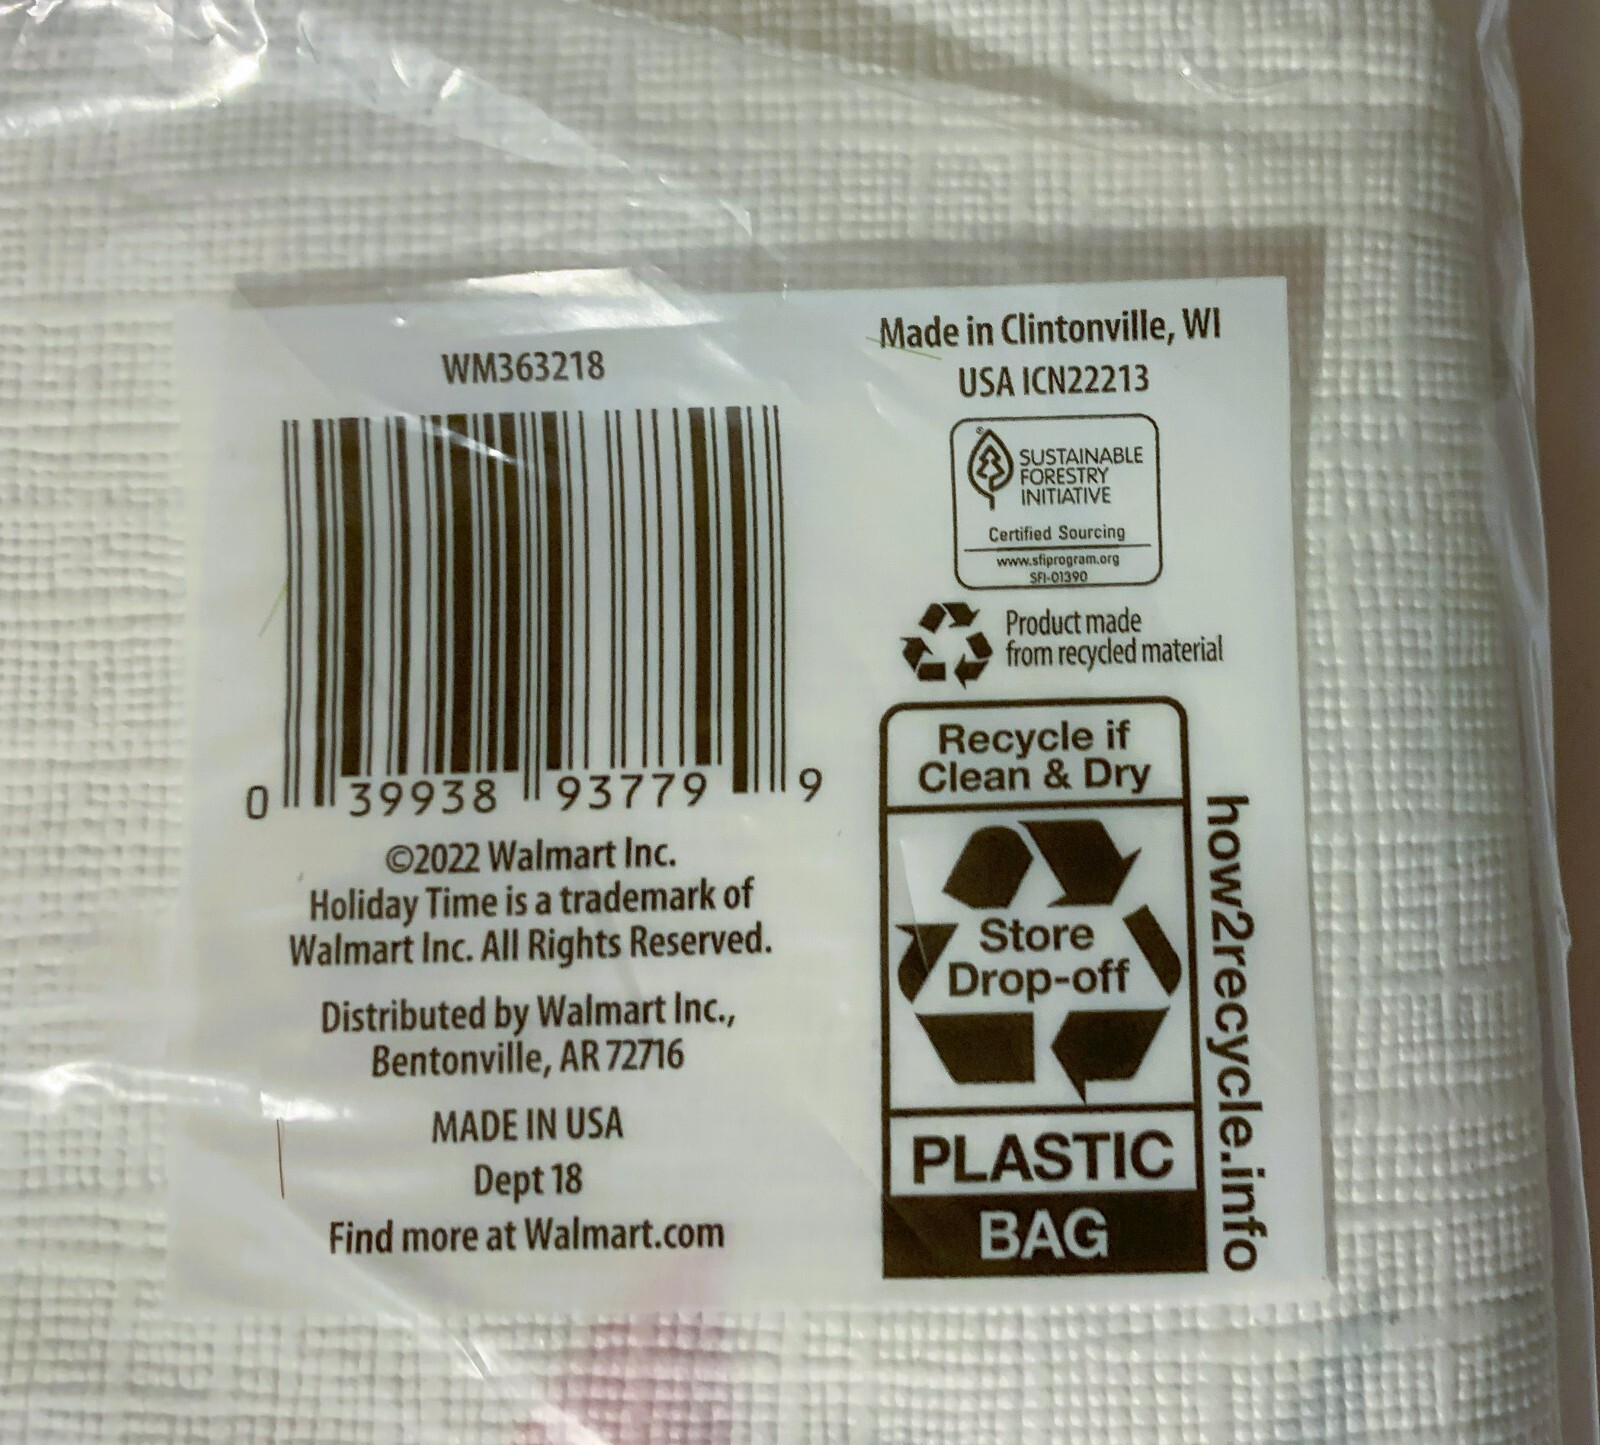 WM363218
0 39938 93779 9
©2022 Walmart Inc.
Holiday Time is a trademark of
Walmart Inc. All Rights Reserved.
Distributed by Walmart Inc.,
Bentonville, AR 72716
MADE IN USA
Dept 18
Find more at Walmart.com
Made in Clintonville, WI
USA ICN22213
®
SUSTAINABLE
FORESTRY
INITIATIVE
Certified Sourcing
www.sfiprogram.org
SFI-01390
Product made
from recycled material
Recycle if
Clean & Dry
Store
Drop-off
PLASTIC
BAG
how2recycle.info